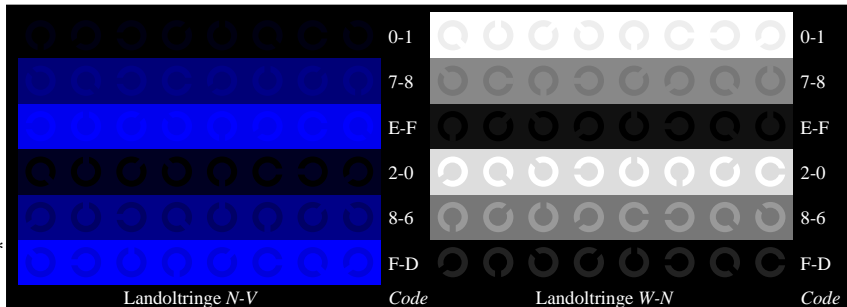 0-1 0-1
7-8 7-8
E-F E-F
2-0 2-0
8-6 8-6
F-D F-D
Landoltringe N-V Code Landoltringe W-N Code